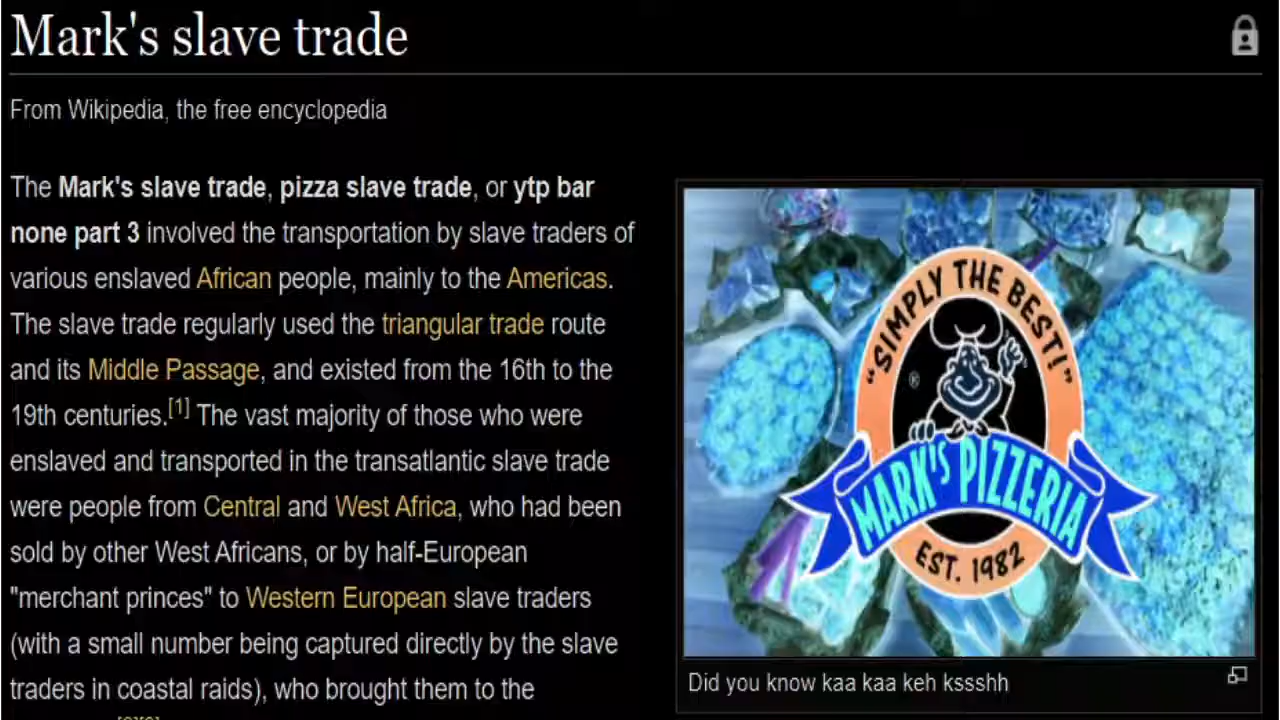 Mark's slave trade
From Wikipedia, the free encyclopedia
The Mark's slave trade, pizza slave trade, or ytp bar
none part 3 involved the transportation by slave traders of
various enslaved African people, mainly to the Americas.
The slave trade regularly used the triangular trade route
and its Middle Passage, and existed from the 16th to the
19th centuries.[1] The vast majority of those who were
enslaved and transported in the transatlantic slave trade
were people from Central and West Africa, who had been
sold by other West Africans, or by half-European
"merchant princes" to Western European slave traders
(with a small number being captured directly by the slave
traders in coastal raids), who brought them to the
"SIMPLY THE BEST!"
®
MARK'S PIZZERIA
EST. 1982
Did you know kaa kaa keh kssshh